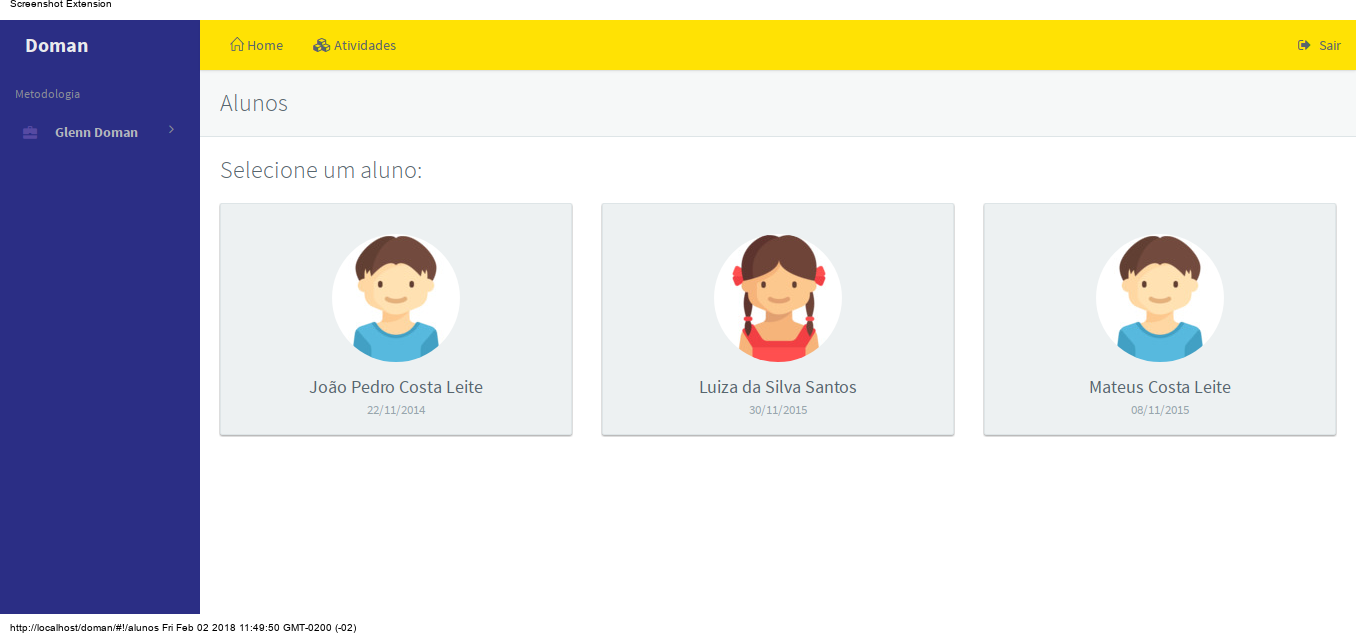 Screenshot Extension
Doman
Home
Atividades
Sair
Metodologia
Glenn Doman
Alunos
Selecione um aluno:
João Pedro Costa Leite
22/11/2014
Luiza da Silva Santos
30/11/2015
Mateus Costa Leite
08/11/2015
http://localhost/doman/#!/alunos Fri Feb 02 2018 11:49:50 GMT-0200 (-02)